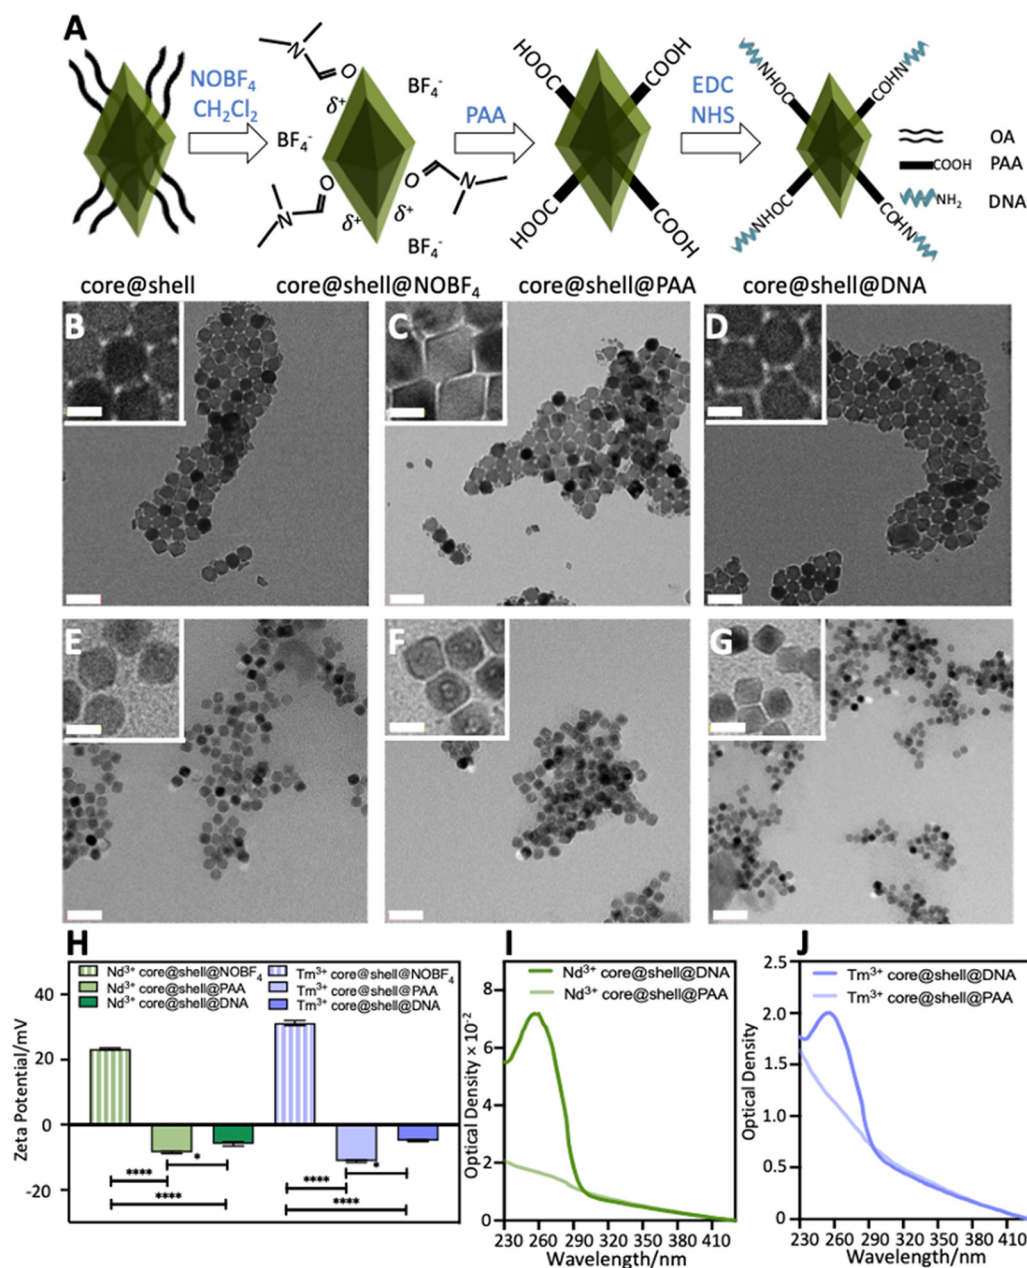 A
NOBF₄
CH₂Cl₂
N
O
δ⁺
BF₄⁻
BF₄⁻
O
N
δ⁺
δ⁺
O
N
BF₄⁻
PAA
HOOC
COOH
HOOC
COOH
EDC
NHS
NHOC
COHN
NHOC
COHN
OA
COOH PAA
NH₂ DNA
core@shell core@shell@NOBF₄ core@shell@PAA core@shell@DNA
B
C
D
E
F
G
H
Nd³⁺ core@shell@NOBF₄
Nd³⁺ core@shell@PAA
Nd³⁺ core@shell@DNA
Tm³⁺ core@shell@NOBF₄
Tm³⁺ core@shell@PAA
Tm³⁺ core@shell@DNA
Zeta Potential/mV
40
20
0
-20
****
*
****
****
*
****
I
Nd³⁺ core@shell@DNA
Nd³⁺ core@shell@PAA
Optical Density × 10⁻²
8
6
4
2
0
230 260 290 320 350 380 410
Wavelength/nm
J
Tm³⁺ core@shell@DNA
Tm³⁺ core@shell@PAA
Optical Density
2.5
2.0
1.5
1.0
0.5
0
230 260 290 320 350 380 410
Wavelength/nm